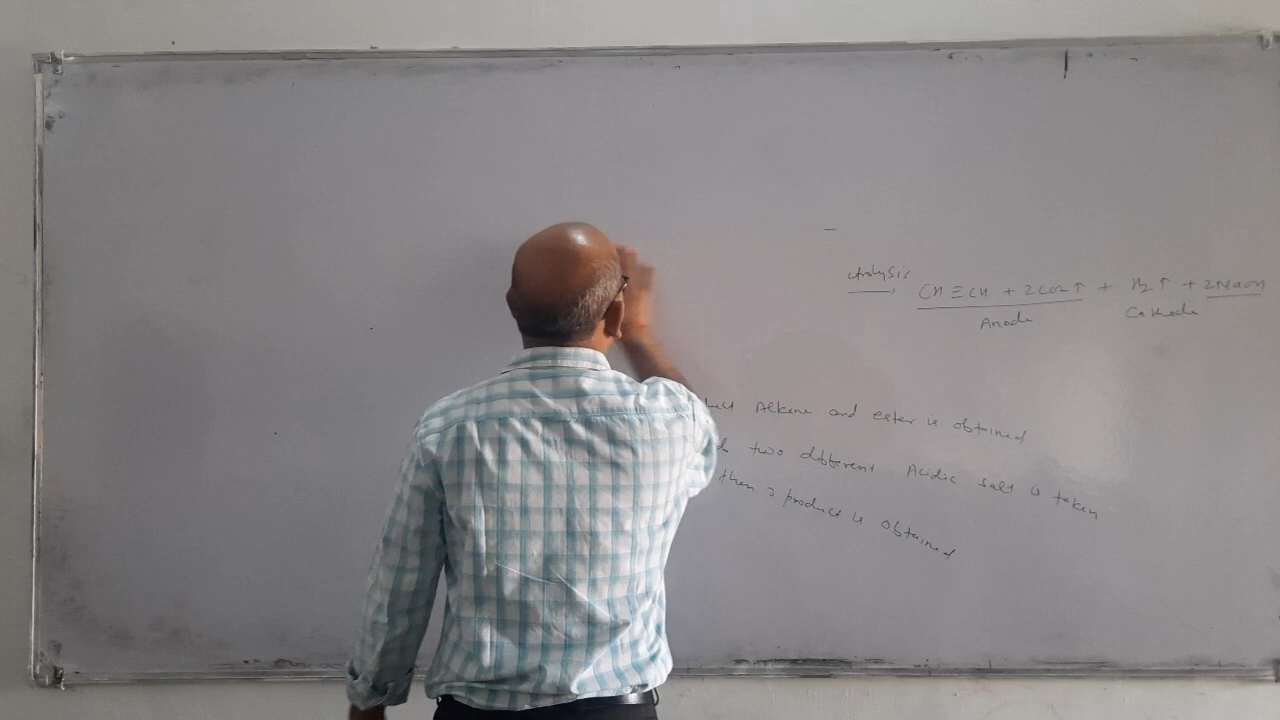 CH ≡ CH + 2CO2 ↑ + H2 ↑ + 2NaOH
Anode Cathode
Alkene and ester is obtained
two different Acidic salt is taken
then 3 product is obtained